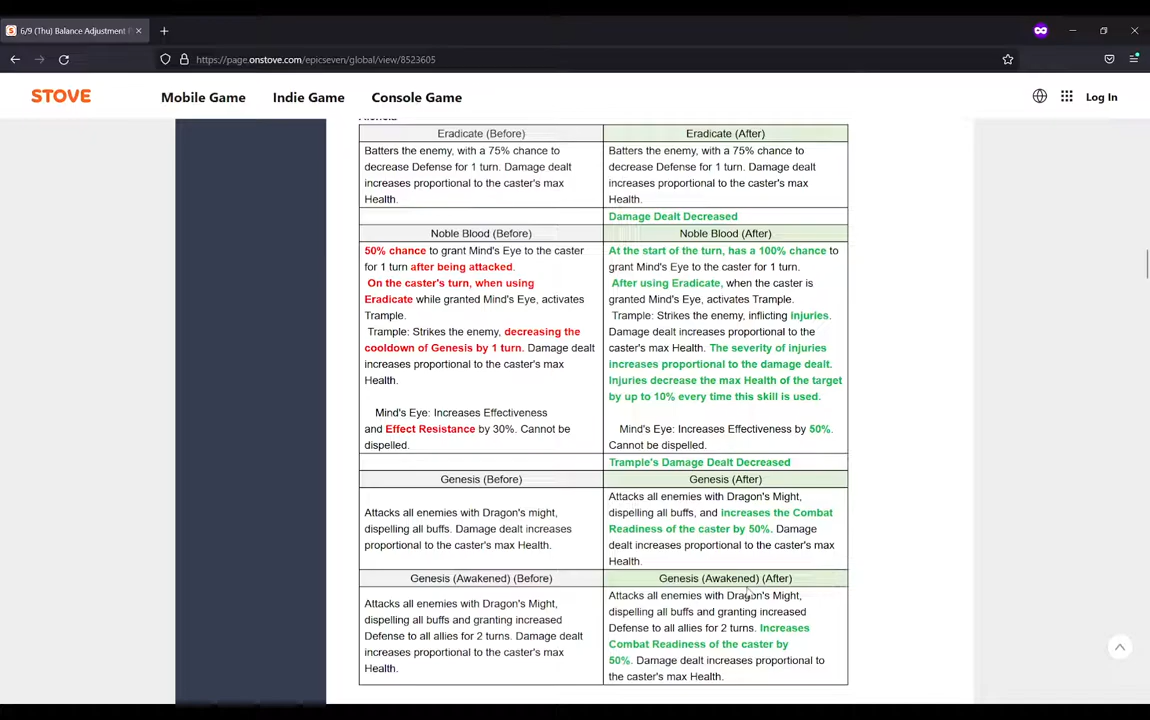 6/9 (Thu) Balance Adjustment
https://page.onstove.com/epicseven/global/view/8523605
STOVE
Mobile Game
Indie Game
Console Game
Log In
Eradicate (Before)
Eradicate (After)
Batters the enemy, with a 75% chance to
decrease Defense for 1 turn. Damage dealt
increases proportional to the caster's max
Health.
Batters the enemy, with a 75% chance to
decrease Defense for 1 turn. Damage dealt
increases proportional to the caster's max
Health.
Damage Dealt Decreased
Noble Blood (Before)
Noble Blood (After)
50% chance to grant Mind's Eye to the caster
for 1 turn after being attacked.
On the caster's turn, when using
Eradicate while granted Mind's Eye, activates
Trample.
Trample: Strikes the enemy, decreasing the
cooldown of Genesis by 1 turn. Damage dealt
increases proportional to the caster's max
Health.
Mind's Eye: Increases Effectiveness
and Effect Resistance by 30%. Cannot be
dispelled.
At the start of the turn, has a 100% chance to
grant Mind's Eye to the caster for 1 turn.
After using Eradicate, when the caster is
granted Mind's Eye, activates Trample.
Trample: Strikes the enemy, inflicting injuries.
Damage dealt increases proportional to the
caster's max Health. The severity of injuries
increases proportional to the damage dealt.
Injuries decrease the max Health of the target
by up to 10% every time this skill is used.
Mind's Eye: Increases Effectiveness by 50%.
Cannot be dispelled.
Trample's Damage Dealt Decreased
Genesis (Before)
Genesis (After)
Attacks all enemies with Dragon's might,
dispelling all buffs. Damage dealt increases
proportional to the caster's max Health.
Attacks all enemies with Dragon's Might,
dispelling all buffs, and increases the Combat
Readiness of the caster by 50%. Damage
dealt increases proportional to the caster's max
Health.
Genesis (Awakened) (Before)
Genesis (Awakened) (After)
Attacks all enemies with Dragon's Might,
dispelling all buffs and granting increased
Defense to all allies for 2 turns. Damage dealt
increases proportional to the caster's max
Health.
Attacks all enemies with Dragon's Might,
dispelling all buffs and granting increased
Defense to all allies for 2 turns. Increases
Combat Readiness of the caster by
50%. Damage dealt increases proportional to
the caster's max Health.